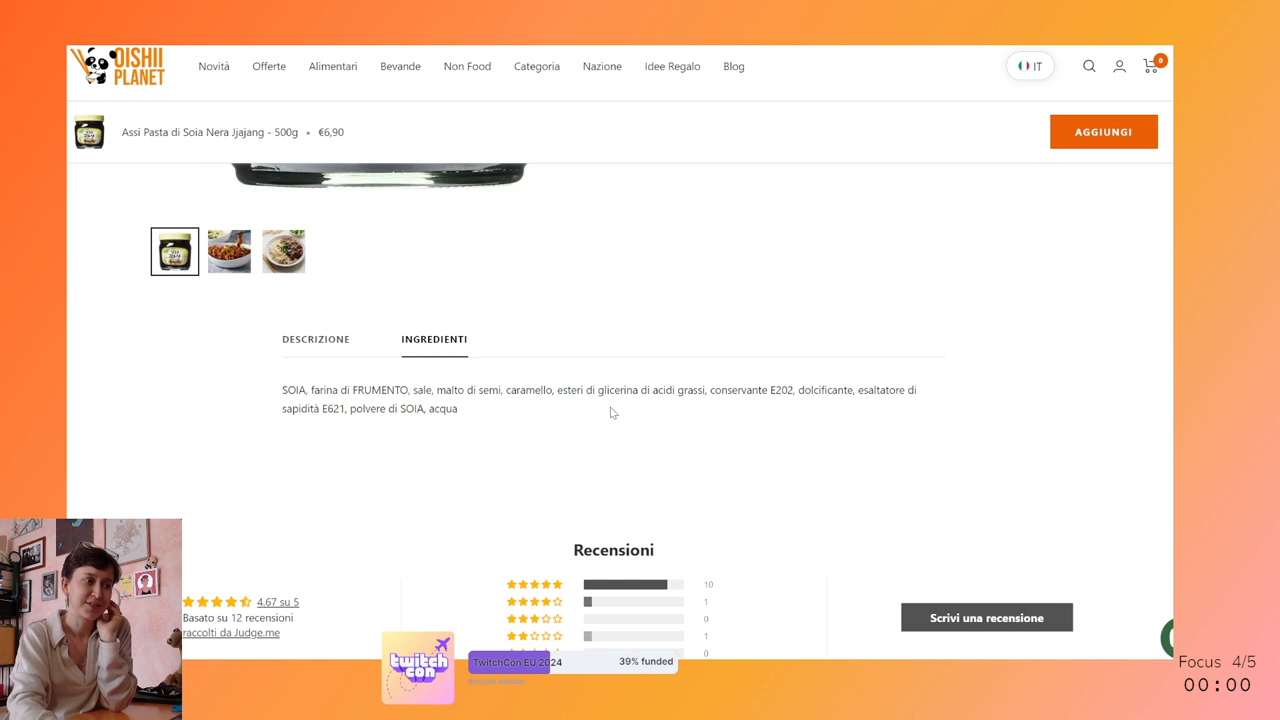 OISHII
PLANET
Novità Offerte Alimentari Bevande Non Food Categoria Nazione Idee Regalo Blog
IT
0
Assi Pasta di Soia Nera Jjajang - 500g • €6,90
AGGIUNGI
DESCRIZIONE INGREDIENTI
SOIA, farina di FRUMENTO, sale, malto di semi, caramello, esteri di glicerina di acidi grassi, conservante E202, dolcificante, esaltatore di
sapidità E621, polvere di SOIA, acqua
Recensioni
4.67 su 5
Basato su 12 recensioni
raccolti da Judge.me
10
1
0
1
0
Scrivi una recensione
twitch
con
TwitchCon EU 2024
39% funded
Focus 4/5
00:00